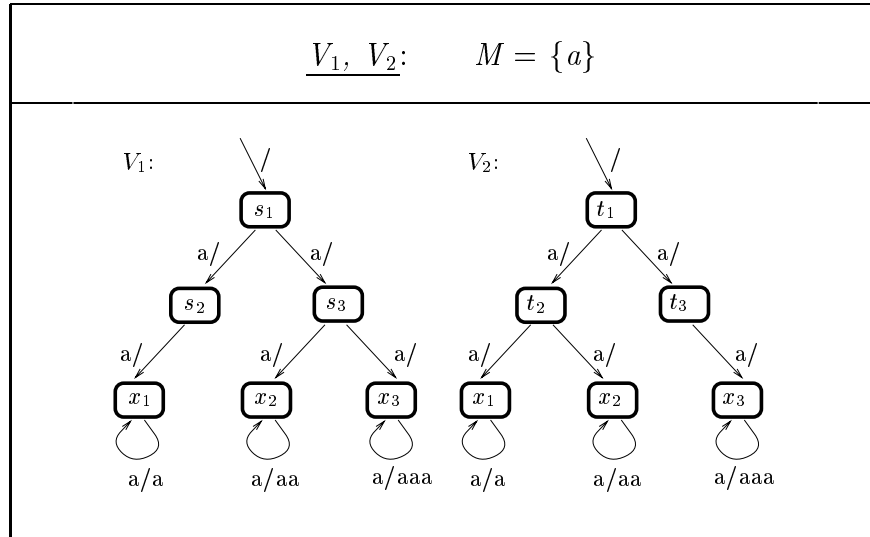 V₁, V₂: M = {a}
V₁: / V₂: /
s₁ t₁
a/ a/ a/ a/
s₂ s₃ t₂ t₃
a/ a/ a/ a/ a/ a/
x₁ x₂ x₃ x₁ x₂ x₃
a/a a/aa a/aaa a/a a/aa a/aaa